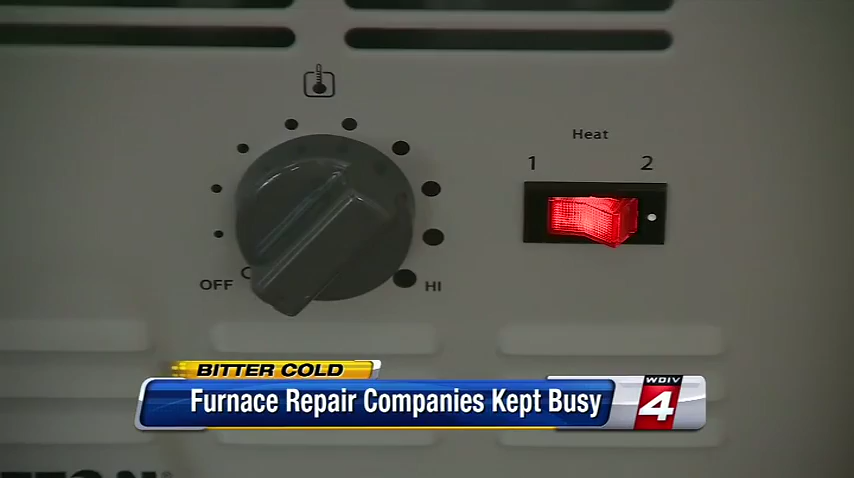 Heat
1 2
OFF HI
BITTER COLD
Furnace Repair Companies Kept Busy
WDIV
4